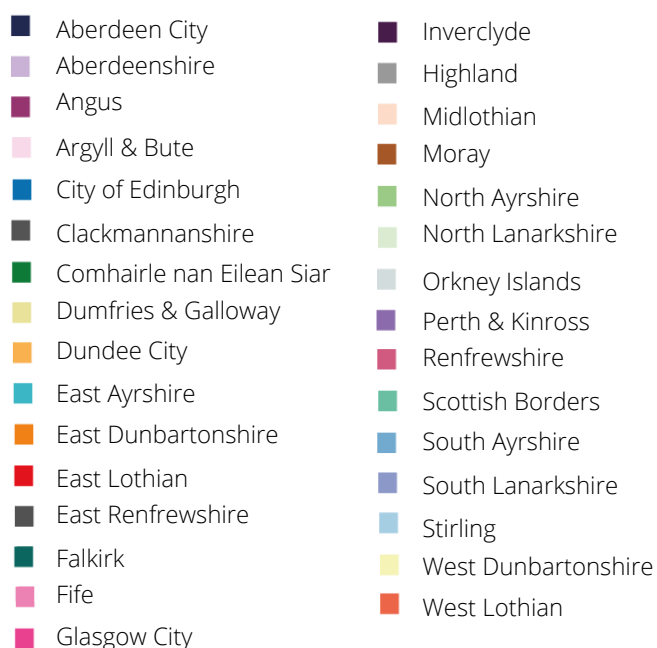 Aberdeen City
Aberdeenshire
Angus
Argyll & Bute
City of Edinburgh
Clackmannanshire
Comhairle nan Eilean Siar
Dumfries & Galloway
Dundee City
East Ayrshire
East Dunbartonshire
East Lothian
East Renfrewshire
Falkirk
Fife
Glasgow City
Inverclyde
Highland
Midlothian
Moray
North Ayrshire
North Lanarkshire
Orkney Islands
Perth & Kinross
Renfrewshire
Scottish Borders
South Ayrshire
South Lanarkshire
Stirling
West Dunbartonshire
West Lothian